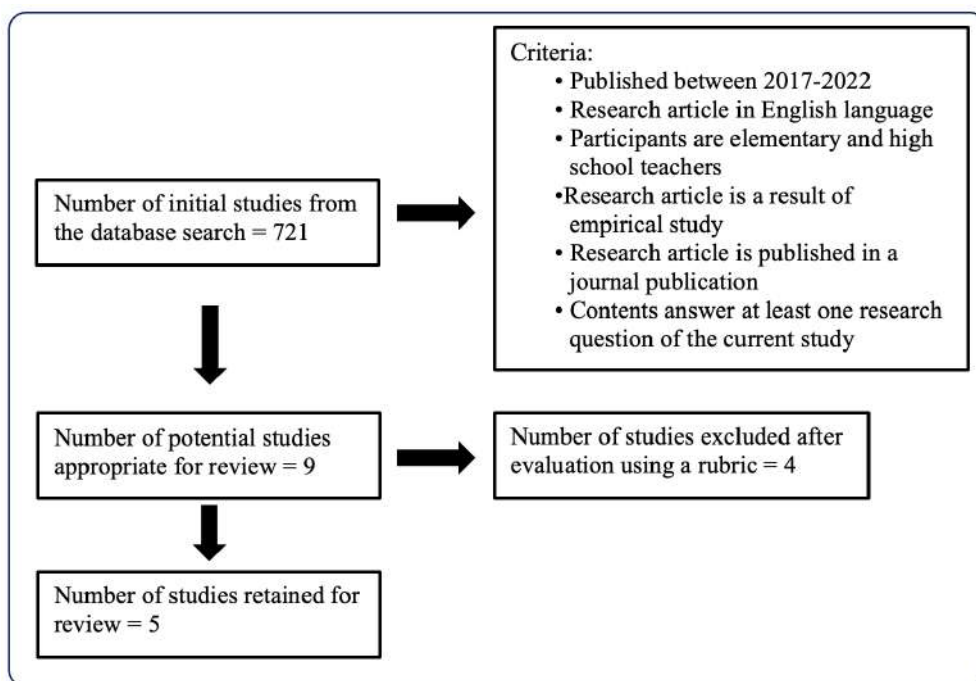 Number of initial studies from
the database search = 721
Criteria:
• Published between 2017-2022
• Research article in English language
• Participants are elementary and high
school teachers
•Research article is a result of
empirical study
• Research article is published in a
journal publication
• Contents answer at least one research
question of the current study
Number of potential studies
appropriate for review = 9
Number of studies excluded after
evaluation using a rubric = 4
Number of studies retained for
review = 5